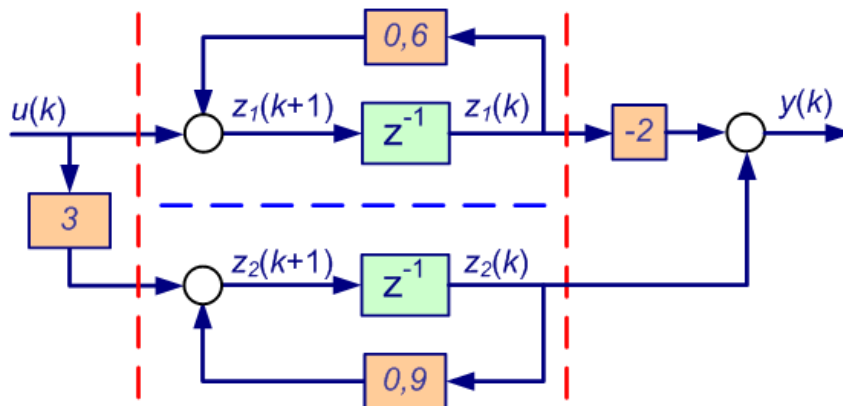 0,6
u(k)
z₁(k+1)
z⁻¹
z₁(k)
-2
y(k)
3
z₂(k+1)
z⁻¹
z₂(k)
0,9